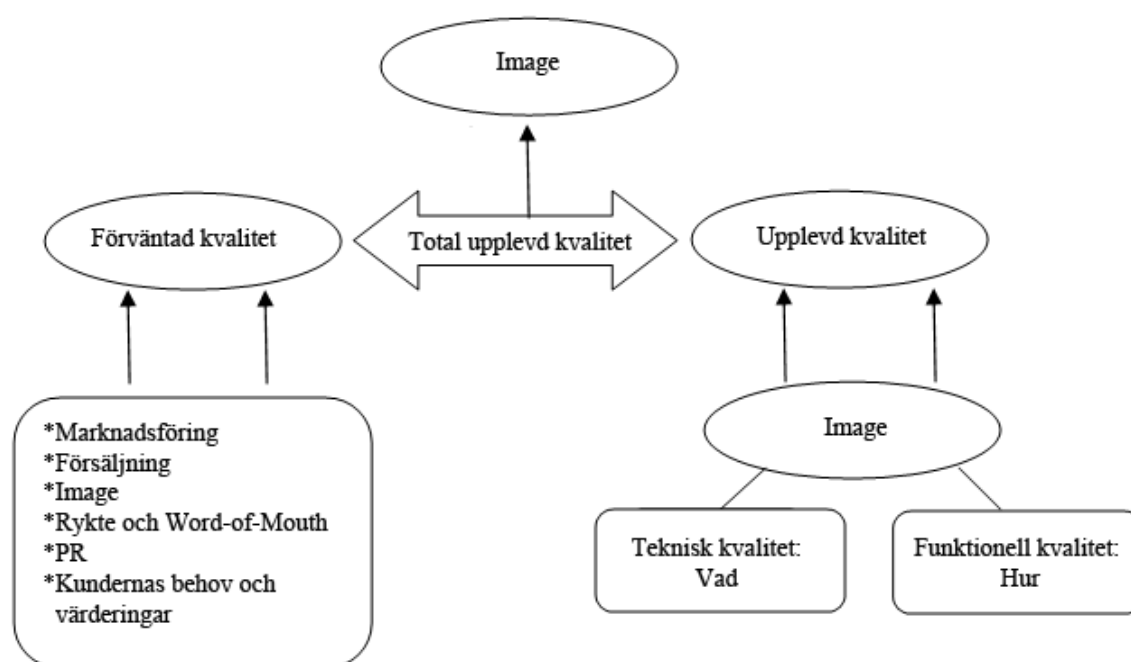 Image
Förväntad kvalitet
Total upplevd kvalitet
Upplevd kvalitet
*Marknadsföring
*Försäljning
*Image
*Rykte och Word-of-Mouth
*PR
*Kundernas behov och
värderingar
Image
Teknisk kvalitet:
Vad
Funktionell kvalitet:
Hur